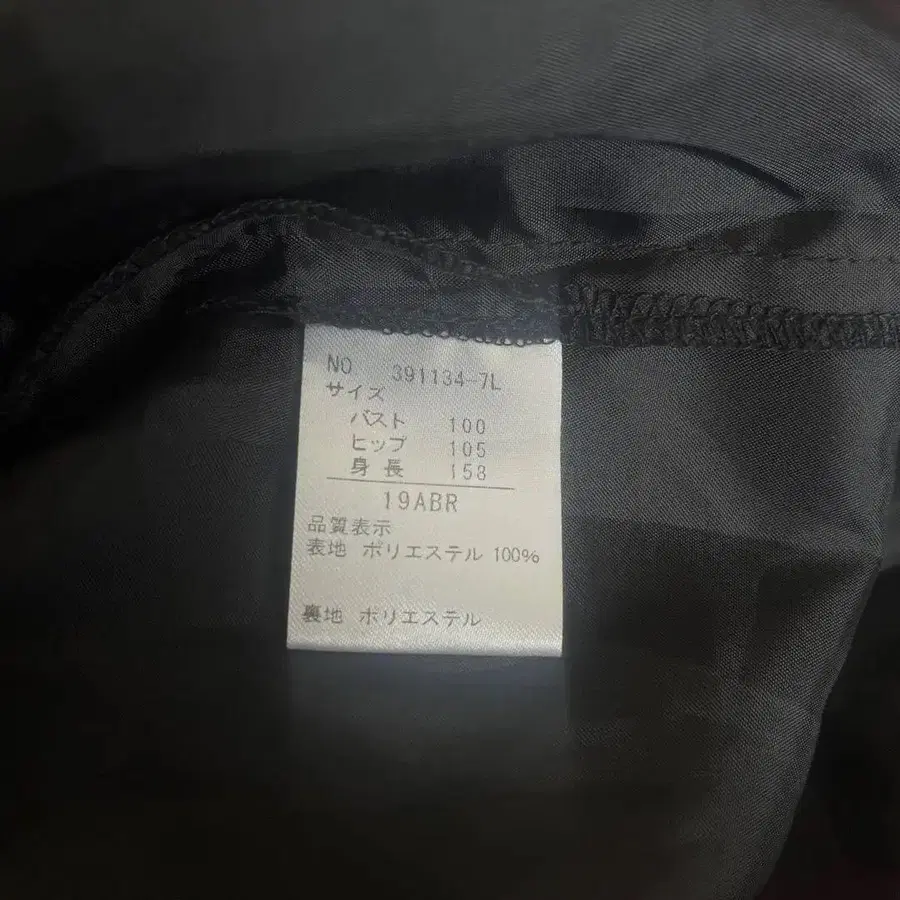 NO 391134-7L
サイズ
バスト 100
ヒップ 105
身長 158
19ABR
品質表示
表地 ポリエステル 100%
裏地 ポリエステル